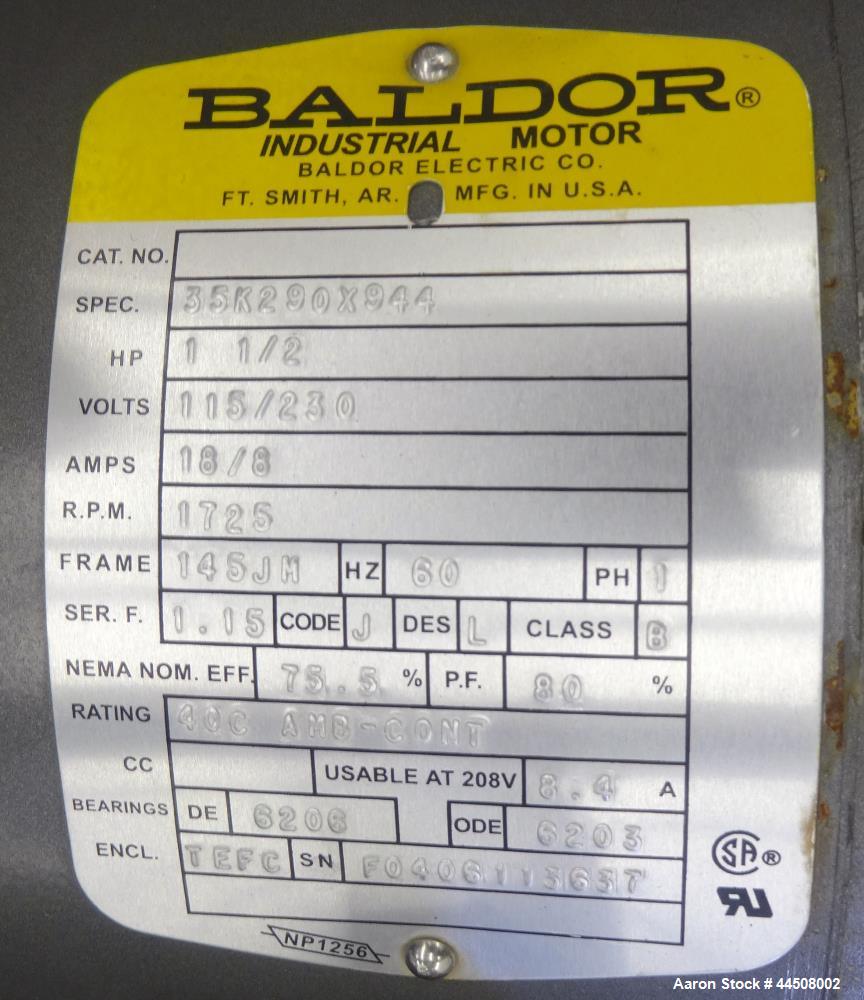 BALDOR®
INDUSTRIAL MOTOR
BALDOR ELECTRIC CO.
FT. SMITH, AR. MFG. IN U.S.A.
CAT. NO.
SPEC. 35K290X944
HP 1 1/2
VOLTS 115/230
AMPS 18/8
R.P.M. 1725
FRAME 145JM HZ 60 PH 1
SER. F. 1.15 CODE J DES L CLASS B
NEMA NOM. EFF. 75.5 % P.F. 80 %
RATING 40C AMB-CONT
CC USABLE AT 208V 8.4 A
BEARINGS DE 6206 ODE 6203
ENCL. TEFC SN F0406113637
SA®
RU
NP1256
Aaron Stock # 44508002